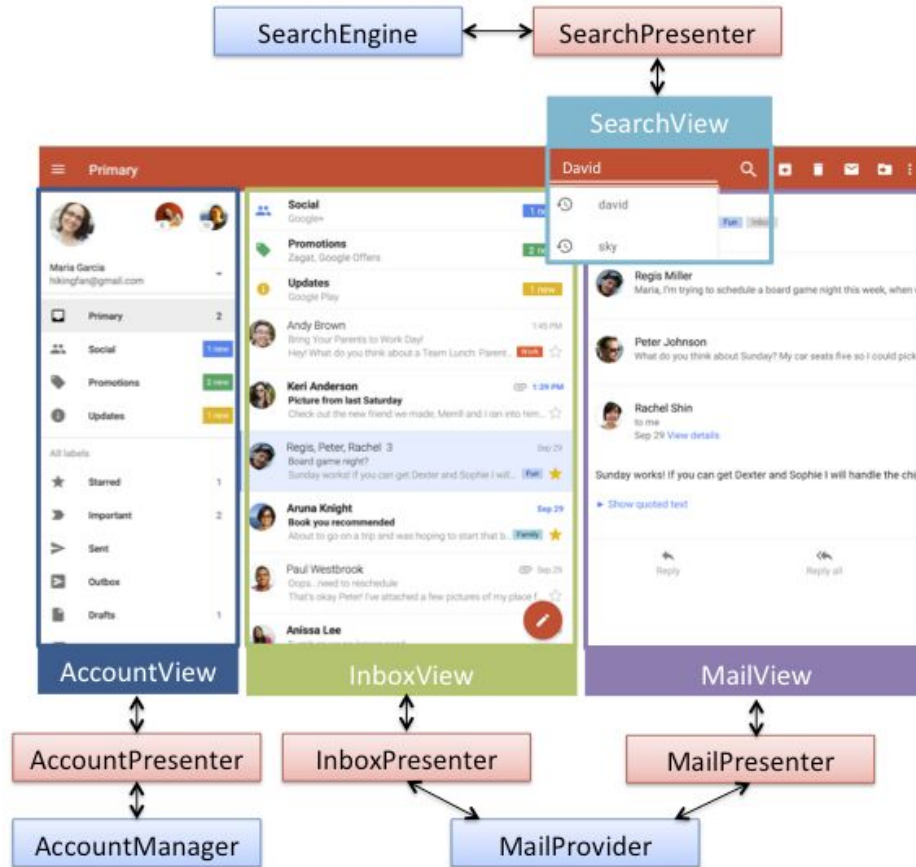 SearchEngine
SearchPresenter
SearchView
Primary
David
david
sky
Maria Garcia
hikingfan@gmail.com
Primary 2
Social 1 new
Promotions 2 new
Updates 1 new
All labels
Starred 1
Important 2
Sent
Outbox
Drafts 1
Social
Google+
1 ne
Promotions
Zagat, Google Offers
2 ne
Updates
Google Play
1 new
Andy Brown 1:45 PM
Bring Your Parents to Work Day!
Hey! What do you think about a Team Lunch: Parent... Work
Keri Anderson 1:29 PM
Picture from last Saturday
Check out the new friend we made, Merrill and I ran into him...
Regis, Peter, Rachel 3 Sep 29
Board game night?
Sunday works! If you can get Dexter and Sophie I will... Fun
Aruna Knight Sep 29
Book you recommended
About to go on a trip and was hoping to start that b... Family
Paul Westbrook Sep 29
Oops...need to reschedule
That's okay Peter! I've attached a few pictures of my place f
Anissa Lee
Fun Inbox
Regis Miller
Maria, I'm trying to schedule a board game night this week, when
Peter Johnson
What do you think about Sunday? My car seats five so I could pick
Rachel Shin
to me
Sep 29 View details
Sunday works! If you can get Dexter and Sophie I will handle the chi
Show quoted text
Reply Reply all
AccountView
InboxView
MailView
AccountPresenter
InboxPresenter
MailPresenter
AccountManager
MailProvider